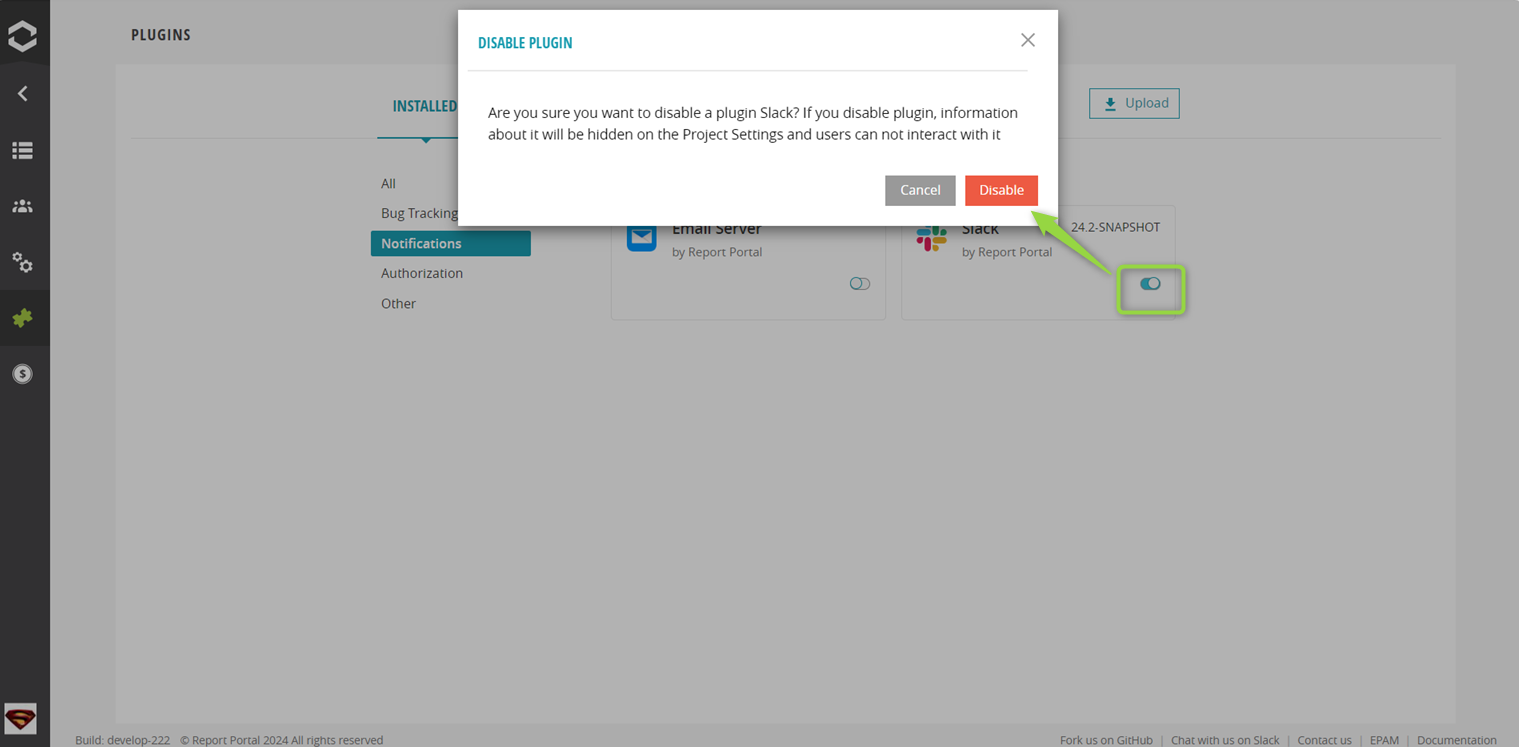 PLUGINS
DISABLE PLUGIN
INSTALLED
Upload
Are you sure you want to disable a plugin Slack? If you disable plugin, information
about it will be hidden on the Project Settings and users can not interact with it
Cancel
Disable
All
Bug Tracking
Notifications
Authorization
Other
Email Server
by Report Portal
Slack
by Report Portal
24.2-SNAPSHOT
Build: develop-222 © Report Portal 2024 All rights reserved
Fork us on GitHub | Chat with us on Slack | Contact us | EPAM | Documentation